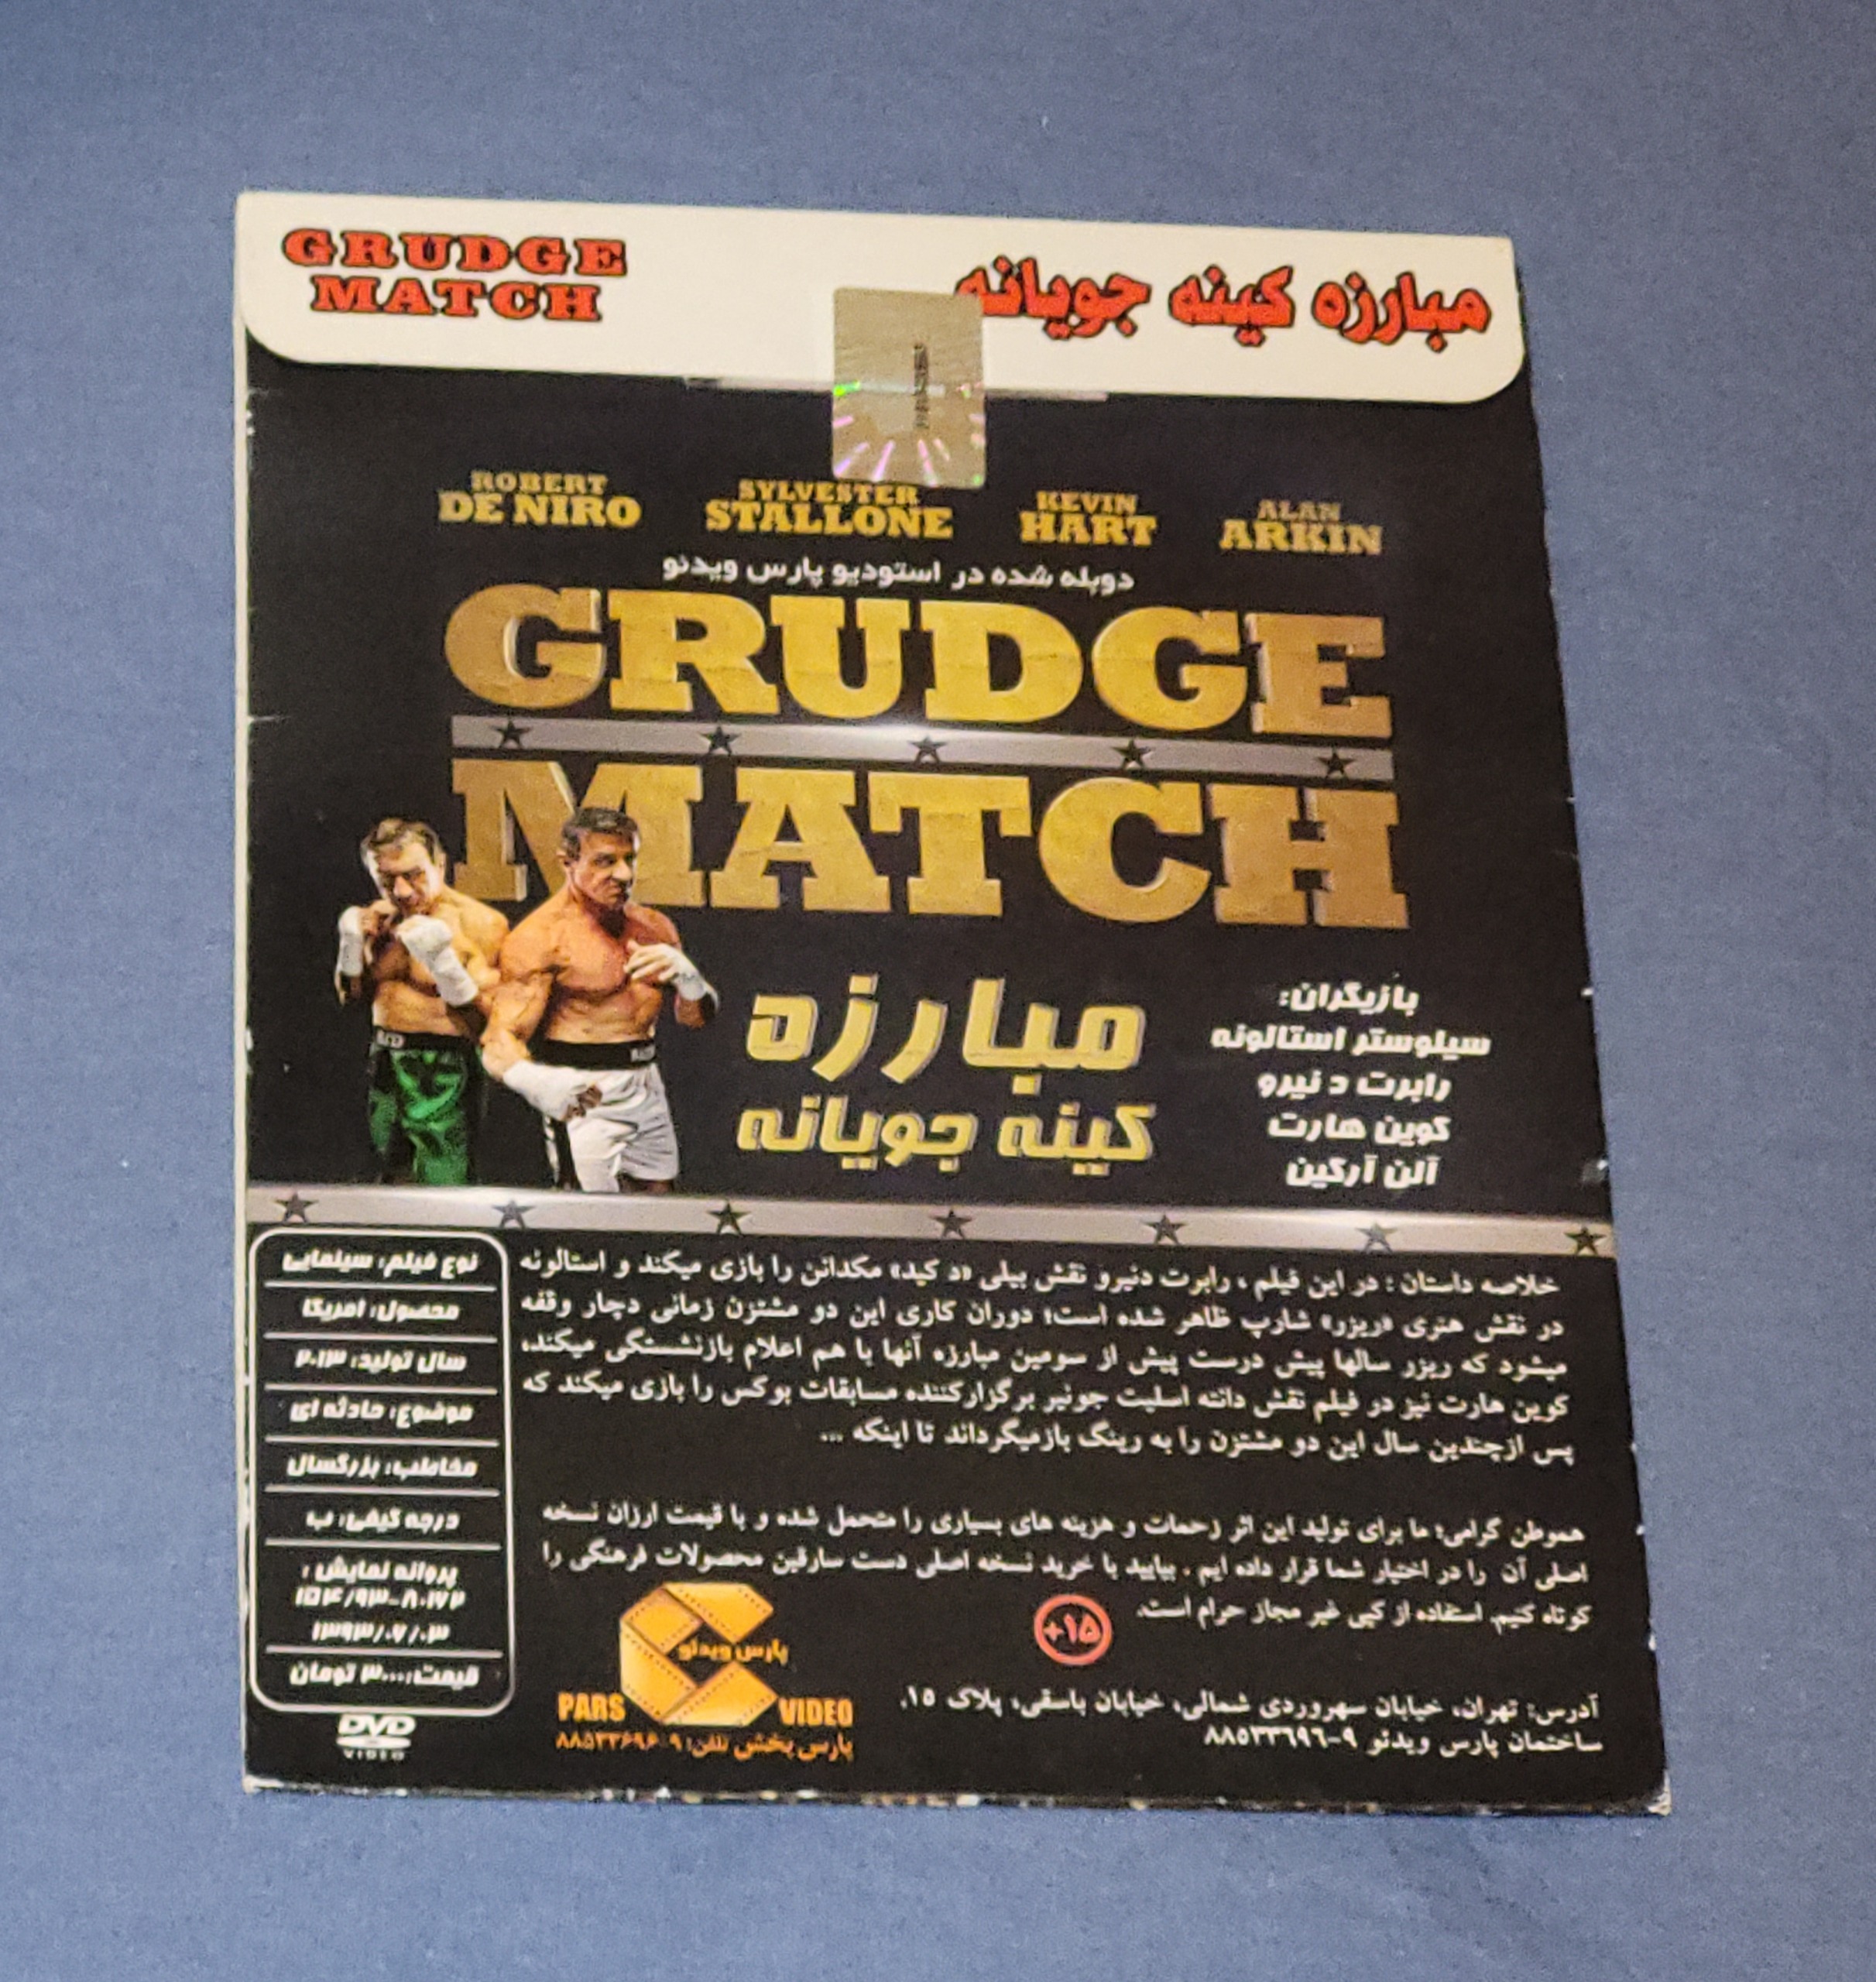 GRUDGE
MATCH
مبارزه کینه جویانه
ROBERT
DE NIRO
SYLVESTER
STALLONE
KEVIN
HART
ALAN
ARKIN
دوبله شده در استودیو پارس ویدئو
GRUDGE
MATCH
مبارزه
کینه جویانه
بازیگران:
سیلوستر استالونه
رابرت د نیرو
کوین هارت
آلن آرکین
نوع فیلم: سینمایی
محصول: امریکا
سال تولید: ۲۰۱۳
موضوع: حادثه ای
مخاطب: بزرگسال
درجه کیفی: ب
پروانه نمایش:
۱۵۴/۹۳-۸۰۱۷۲
۱۳۹۳/۰۷/۰۳
قیمت: ۳۰۰۰ تومان
DVD
VIDEO
خلاصه داستان : در این فیلم ، رابرت دنیرو نقش بیلی «د کید» مکدانن را بازی میکند و استالونه
در نقش هنری «ریزر» شارپ ظاهر شده است؛ دوران کاری این دو مشتزن زمانی دچار وقفه
میشود که ریزر سالها پیش درست پیش از سومین مبارزه آنها با هم اعلام بازنشستگی میکند،
کوین هارت نیز در فیلم نقش دانته اسلیت جونیر برگزارکننده مسابقات بوکس را بازی میکند که
پس ازچندین سال این دو مشتزن را به رینگ بازمیگرداند تا اینکه ...
هموطن گرامی؛ ما برای تولید این اثر زحمات و هزینه های بسیاری را متحمل شده و با قیمت ارزان نسخه
اصلی آن را در اختیار شما قرار داده ایم . بیایید با خرید نسخه اصلی دست سارقین محصولات فرهنگی را
کوتاه کنیم. استفاده از کپی غیر مجاز حرام است.
+۱۵
پارس ویدئو
PARS VIDEO
پارس پخش تلفن: ۹-۸۸۵۳۳۶۹۶
آدرس: تهران، خیابان سهروردی شمالی، خیابان باسقی، پلاک ۱۵،
ساختمان پارس ویدئو ۹-۸۸۵۳۳۶۹۶